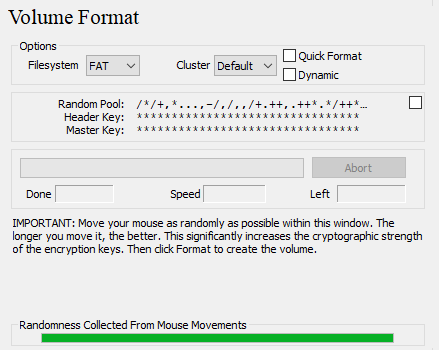 Volume Format
Options
Filesystem FAT Cluster Default Quick Format
Dynamic
Random Pool: /*/+,*...,-/,/,,/+.++,.++*.*/++*...
Header Key: ********************************
Master Key: ********************************
Abort
Done Speed Left
IMPORTANT: Move your mouse as randomly as possible within this window. The
longer you move it, the better. This significantly increases the cryptographic strength
of the encryption keys. Then click Format to create the volume.
Randomness Collected From Mouse Movements